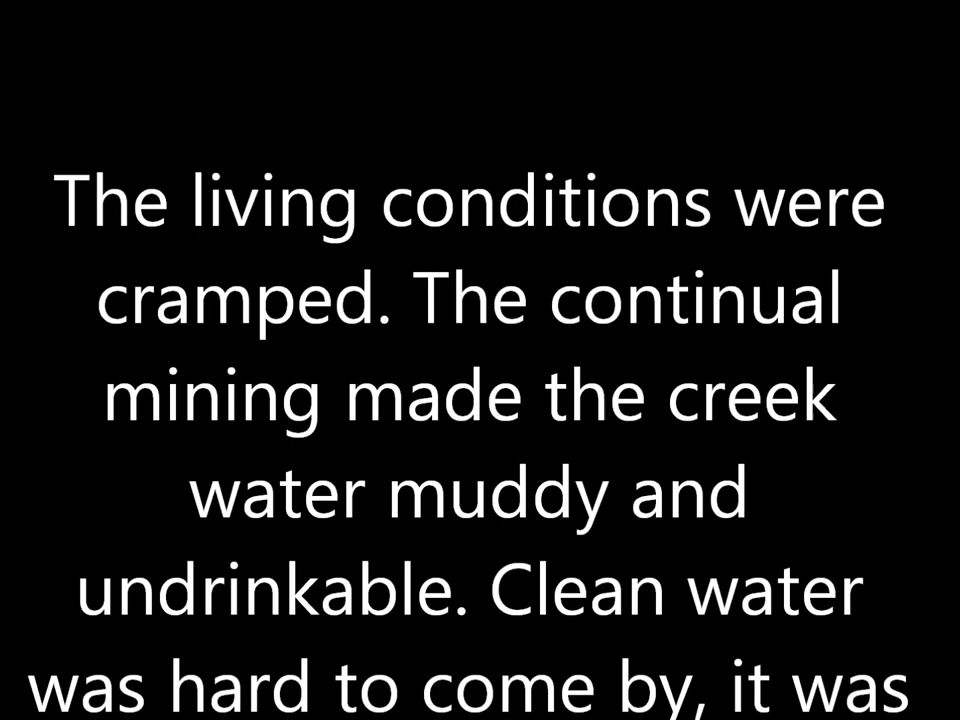 The living conditions were
cramped. The continual
mining made the creek
water muddy and
undrinkable. Clean water
was hard to come by, it was